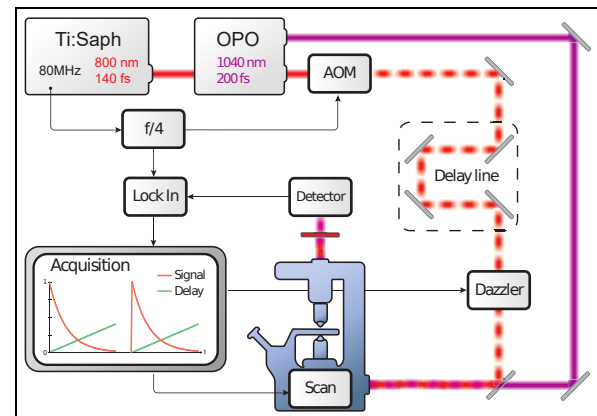 Ti:Saph
80MHz
800 nm
140 fs
OPO
1040 nm
200 fs
AOM
f/4
Lock In
Detector
Delay line
Acquisition
Signal
Delay
1
0
t
Dazzler
Scan